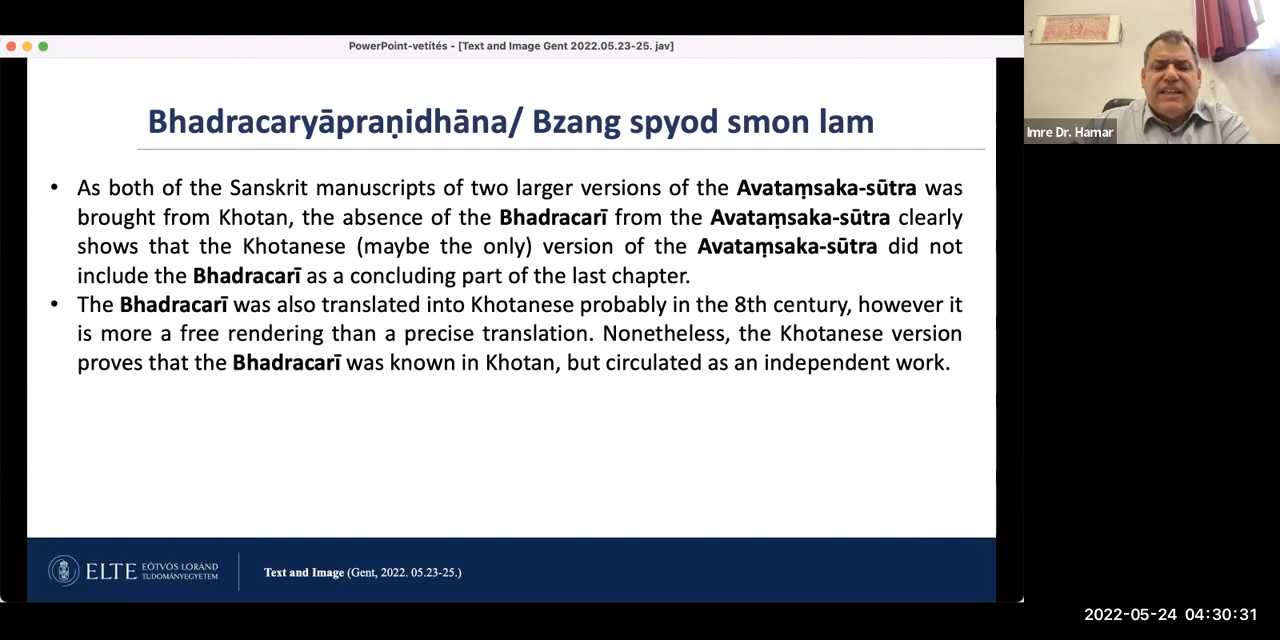 PowerPoint-vetítés - [Text and Image Gent 2022.05.23-25. jav]
Imre Dr. Hamar
Bhadracaryāpraṇidhāna/ Bzang spyod smon lam
• As both of the Sanskrit manuscripts of two larger versions of the Avataṃsaka-sūtra was
brought from Khotan, the absence of the Bhadracarī from the Avataṃsaka-sūtra clearly
shows that the Khotanese (maybe the only) version of the Avataṃsaka-sūtra did not
include the Bhadracarī as a concluding part of the last chapter.
• The Bhadracarī was also translated into Khotanese probably in the 8th century, however it
is more a free rendering than a precise translation. Nonetheless, the Khotanese version
proves that the Bhadracarī was known in Khotan, but circulated as an independent work.
ELTE EÖTVÖS LORÁND
TUDOMÁNYEGYETEM
Text and Image (Gent, 2022. 05.23-25.)
2022-05-24 04:30:31